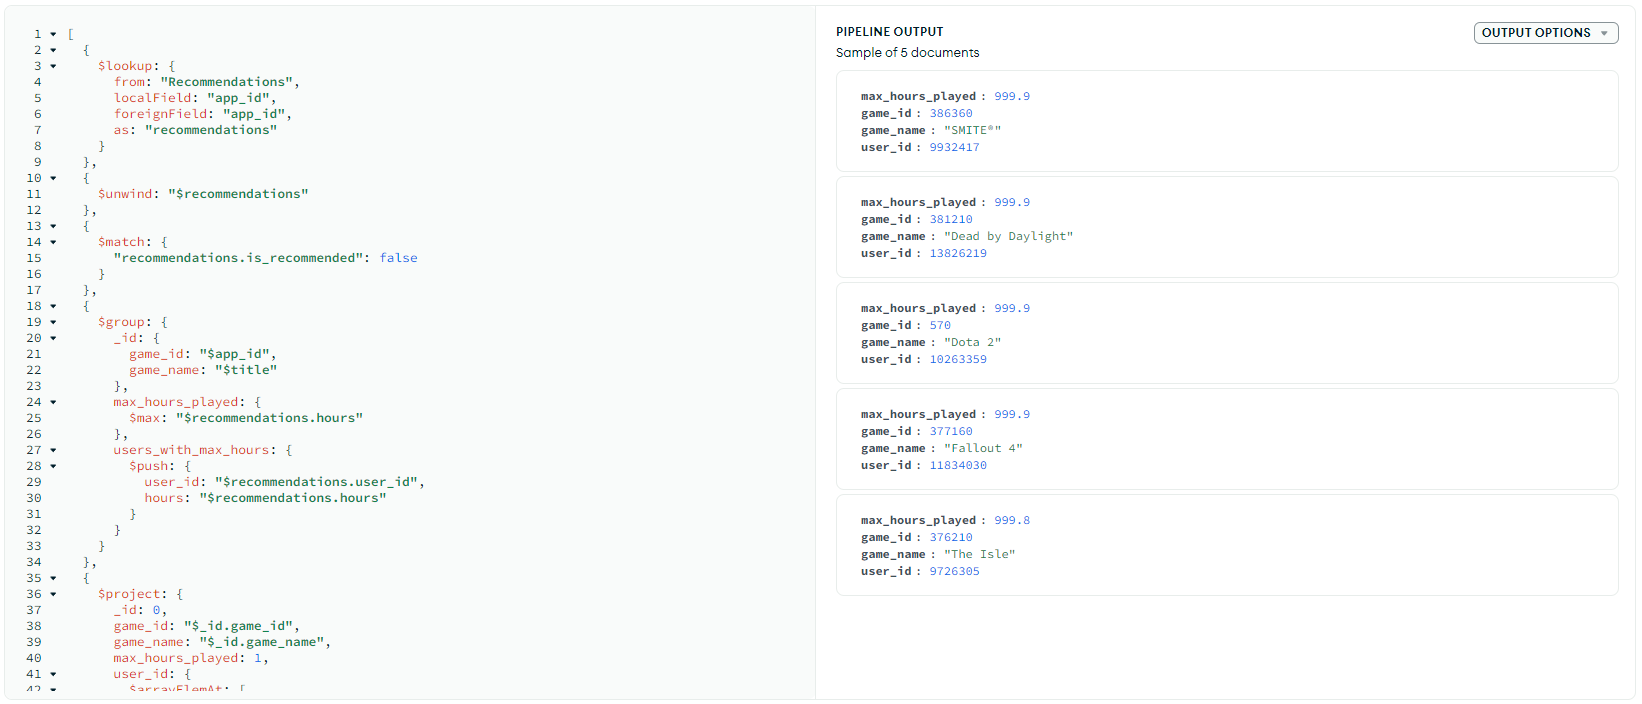 1 [
2 {
3 $lookup: {
4 from: "Recommendations",
5 localField: "app_id",
6 foreignField: "app_id",
7 as: "recommendations"
8 }
9 },
10 {
11 $unwind: "$recommendations"
12 },
13 {
14 $match: {
15 "recommendations.is_recommended": false
16 }
17 },
18 {
19 $group: {
20 _id: {
21 game_id: "$app_id",
22 game_name: "$title"
23 },
24 max_hours_played: {
25 $max: "$recommendations.hours"
26 },
27 users_with_max_hours: {
28 $push: {
29 user_id: "$recommendations.user_id",
30 hours: "$recommendations.hours"
31 }
32 }
33 }
34 },
35 {
36 $project: {
37 _id: 0,
38 game_id: "$_id.game_id",
39 game_name: "$_id.game_name",
40 max_hours_played: 1,
41 user_id: {
42 $arrayElemAt: [
PIPELINE OUTPUT
OUTPUT OPTIONS
Sample of 5 documents
max_hours_played : 999.9
game_id : 386360
game_name : "SMITE®"
user_id : 9932417
max_hours_played : 999.9
game_id : 381210
game_name : "Dead by Daylight"
user_id : 13826219
max_hours_played : 999.9
game_id : 570
game_name : "Dota 2"
user_id : 10263359
max_hours_played : 999.9
game_id : 377160
game_name : "Fallout 4"
user_id : 11834030
max_hours_played : 999.8
game_id : 376210
game_name : "The Isle"
user_id : 9726305